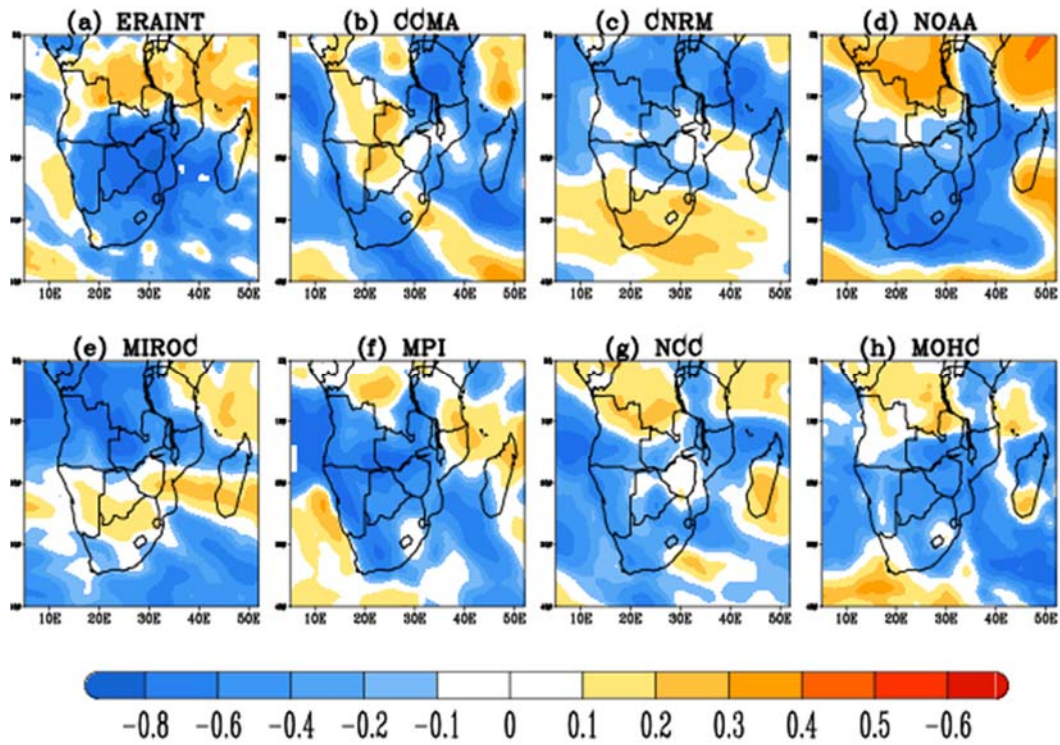 (a) ERAINT (b) CCMA (c) CNRM (d) NOAA
10E 20E 30E 40E 50E 10E 20E 30E 40E 50E 10E 20E 30E 40E 50E 10E 20E 30E 40E 50E
(e) MIROC (f) MPI (g) NCC (h) MOHC
10E 20E 30E 40E 50E 10E 20E 30E 40E 50E 10E 20E 30E 40E 50E 10E 20E 30E 40E 50E
-0.8 -0.6 -0.4 -0.2 -0.1 0 0.1 0.2 0.3 0.4 0.5 -0.6